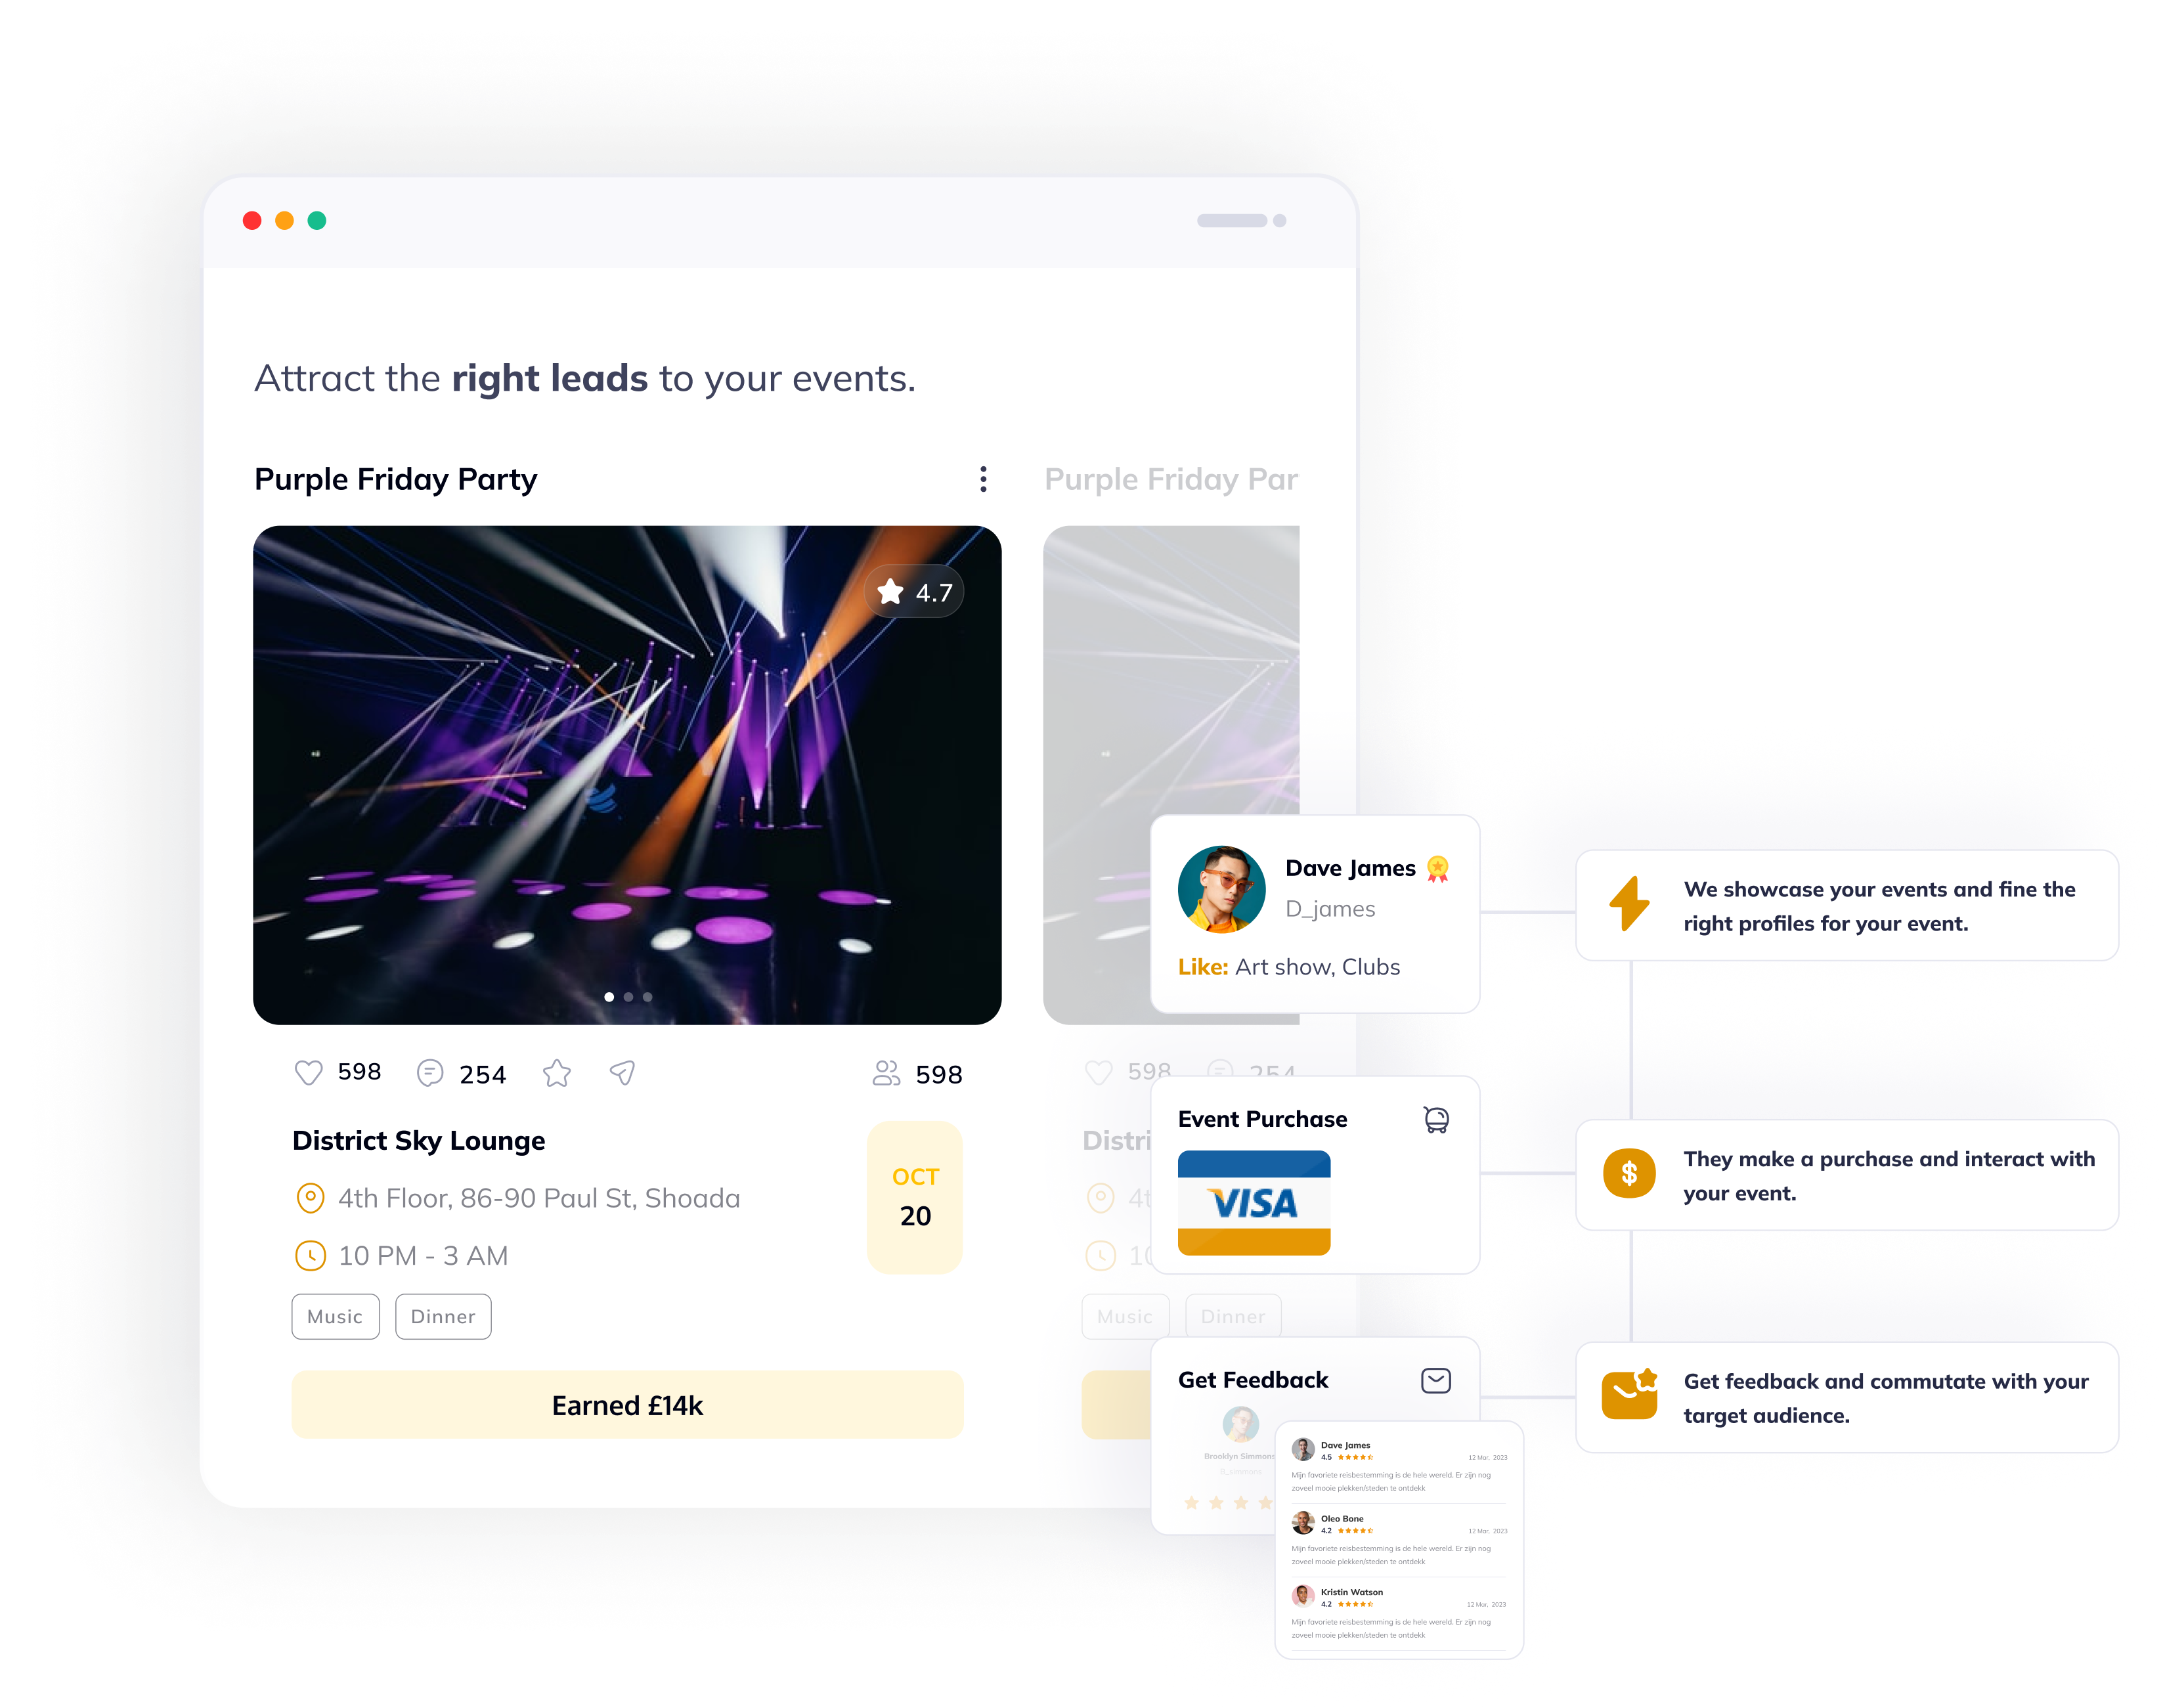 Attract the right leads to your events.
Purple Friday Party
4.7
598
254
598
District Sky Lounge
4th Floor, 86-90 Paul St, Shoada
10 PM - 3 AM
OCT
20
Music
Dinner
Earned £14k
Purple Friday Par
598
254
Distri
4t
10
Music
Dinner
Dave James
D_james
Like: Art show, Clubs
Event Purchase
VISA
Get Feedback
Brooklyn Simmons
Dave James
4.5
12 Mar, 2023
Mijn favoriete reisbestemming is de hele wereld. Er zijn nog
zoveel mooie plekken/steden te ontdekk
Oleo Bone
4.2
12 Mar, 2023
Mijn favoriete reisbestemming is de hele wereld. Er zijn nog
zoveel mooie plekken/steden te ontdekk
Kristin Watson
4.2
12 Mar, 2023
Mijn favoriete reisbestemming is de hele wereld. Er zijn nog
zoveel mooie plekken/steden te ontdekk
We showcase your events and fine the
right profiles for your event.
They make a purchase and interact with
your event.
Get feedback and commutate with your
target audience.